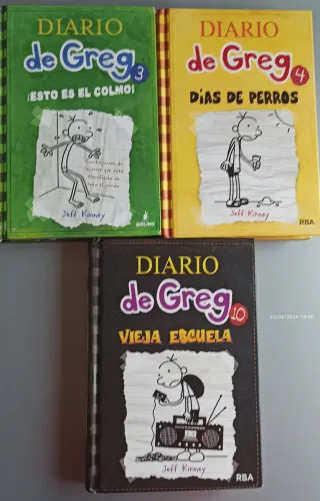 DIARIO
de Greg 3
¡ESTO ES EL COLMO!
Jeff Kinney
MOLINO
DIARIO
de Greg 4
DÍAS DE PERROS
Jeff Kinney
RBA
DIARIO
de Greg 10
VIEJA ESCUELA
Jeff Kinney
RBA